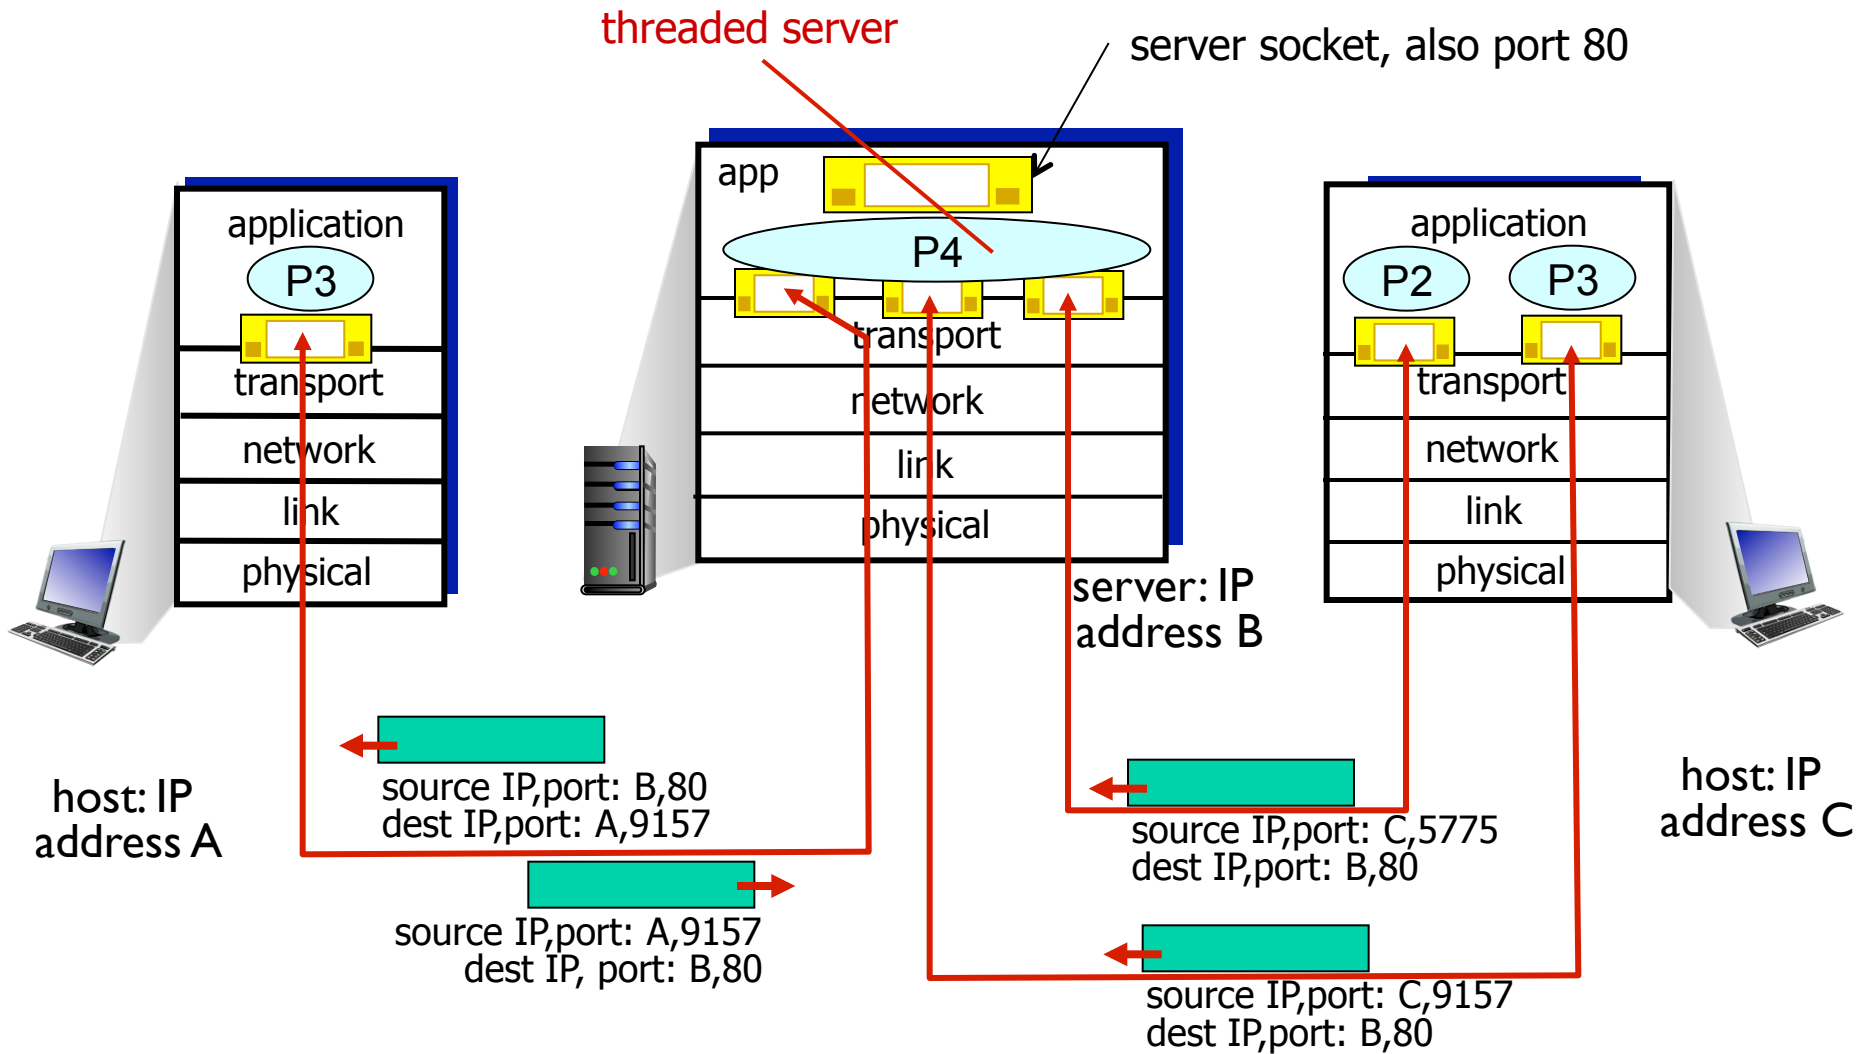 threaded server
server socket, also port 80
application
P3
transport
network
link
physical
app
P4
transport
network
link
physical
application
P2
P3
transport
network
link
physical
server: IP
address B
host: IP
address A
source IP,port: B,80
dest IP,port: A,9157
source IP,port: A,9157
dest IP, port: B,80
source IP,port: C,5775
dest IP,port: B,80
source IP,port: C,9157
dest IP,port: B,80
host: IP
address C